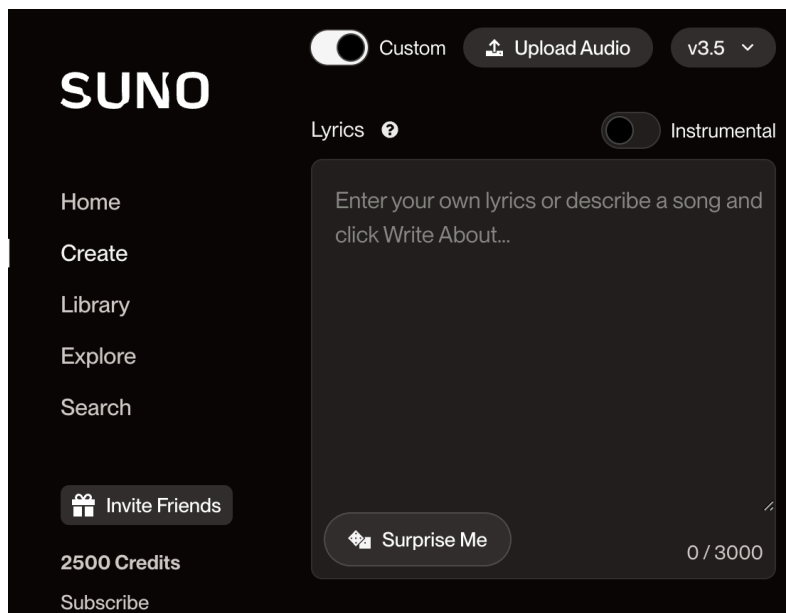 SUNO
Home
Create
Library
Explore
Search
Invite Friends
2500 Credits
Subscribe
Custom
Upload Audio
v3.5
Lyrics
Instrumental
Enter your own lyrics or describe a song and
click Write About...
Surprise Me
0 / 3000